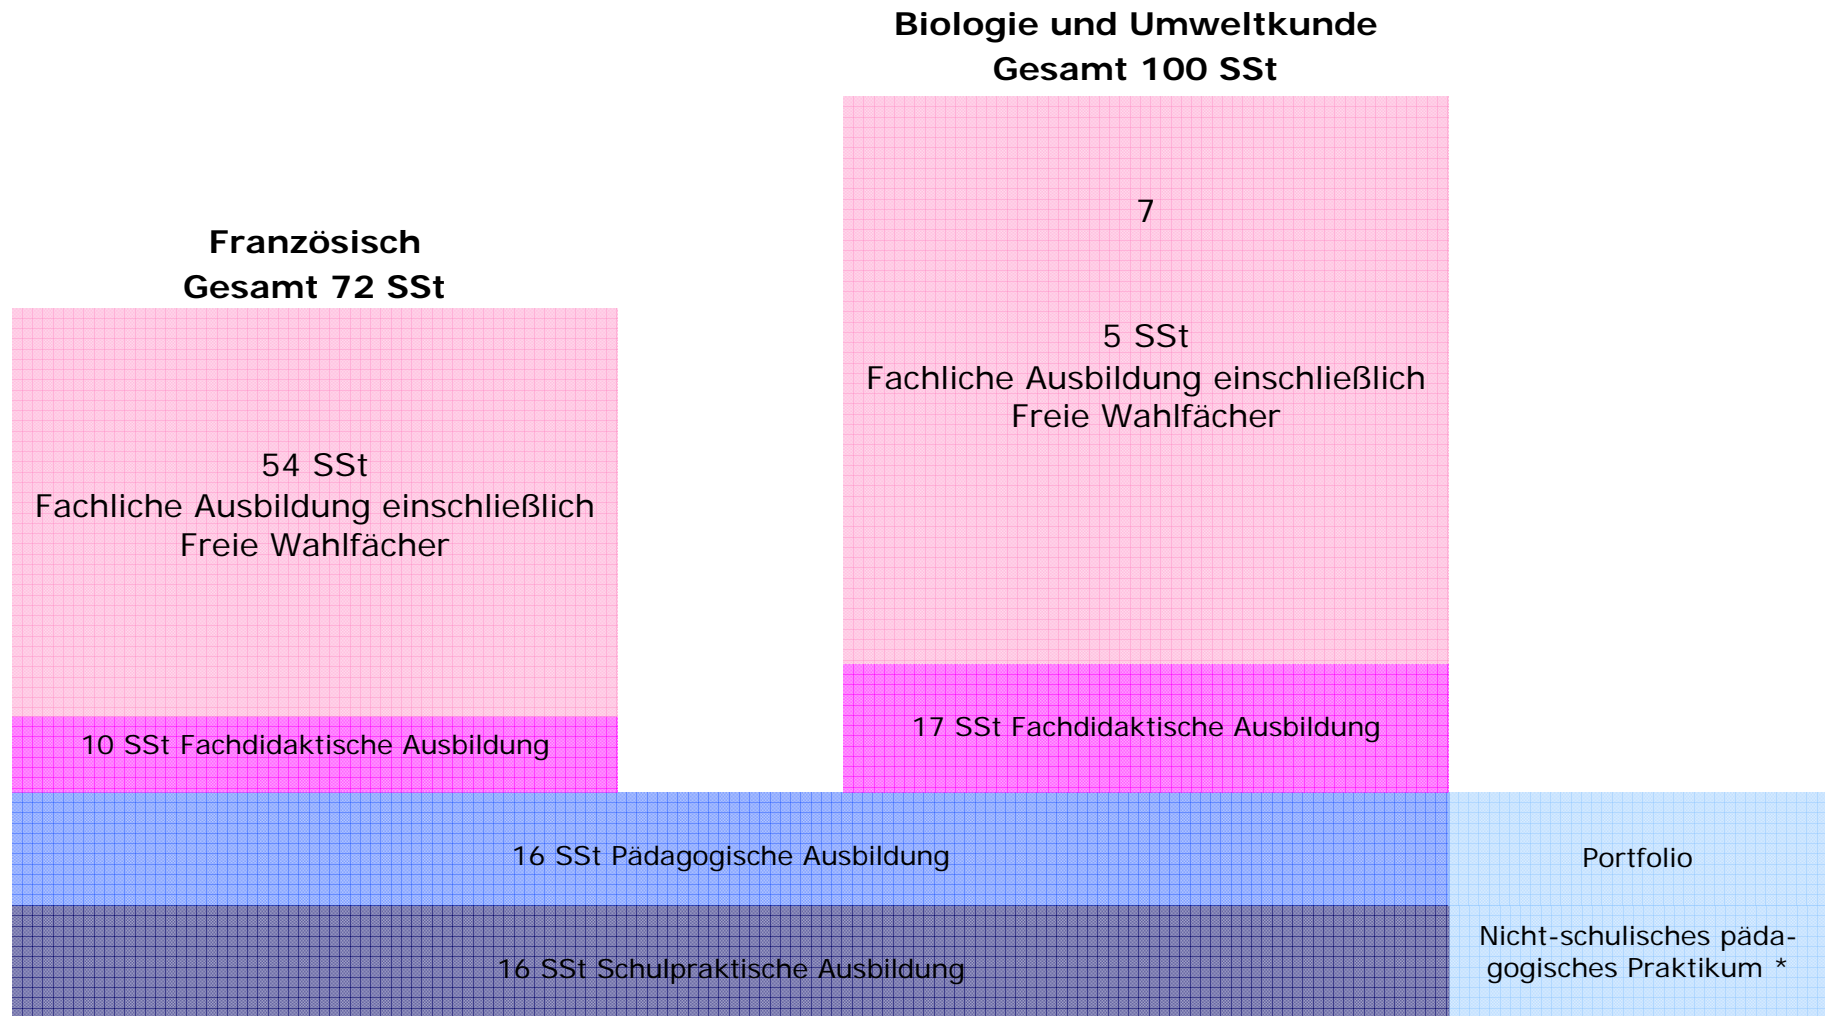 Biologie und Umweltkunde
Gesamt 100 SSt
7
5 SSt
Fachliche Ausbildung einschließlich
Freie Wahlfächer
17 SSt Fachdidaktische Ausbildung
Französisch
Gesamt 72 SSt
54 SSt
Fachliche Ausbildung einschließlich
Freie Wahlfächer
10 SSt Fachdidaktische Ausbildung
16 SSt Pädagogische Ausbildung
Portfolio
16 SSt Schulpraktische Ausbildung
Nicht-schulisches päda-
gogisches Praktikum *